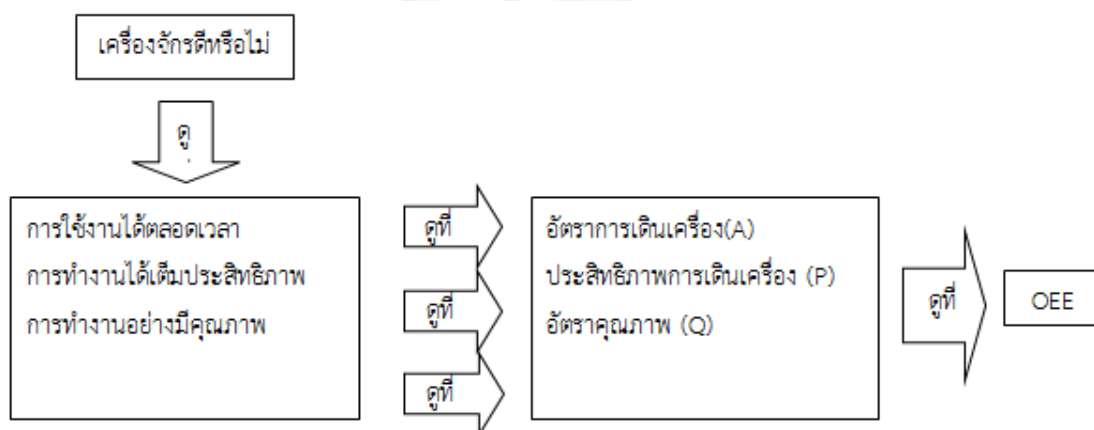 เครื่องจักรดีหรือไม่
ดู
การใช้งานได้ตลอดเวลา
การทำงานได้เต็มประสิทธิภาพ
การทำงานอย่างมีคุณภาพ
ดูที่
ดูที่
ดูที่
อัตราการเดินเครื่อง(A)
ประสิทธิภาพการเดินเครื่อง (P)
อัตราคุณภาพ (Q)
ดูที่
OEE